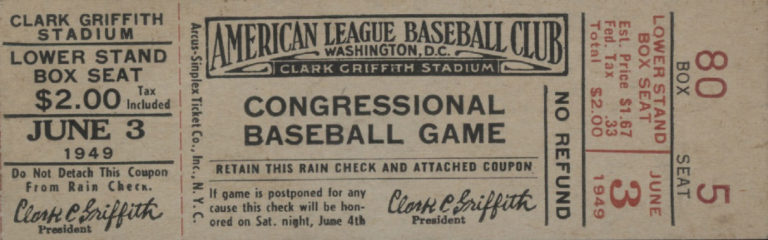 CLARK GRIFFITH
STADIUM
LOWER STAND
BOX SEAT
$2.00 Tax Included
JUNE 3
1949
Do Not Detach This Coupon
From Rain Check.
Clark C Griffith
President
Arcus-Simplex Ticket Co., Inc., N.Y.C.
AMERICAN LEAGUE BASEBALL CLUB
WASHINGTON, D.C.
CLARK GRIFFITH STADIUM
CONGRESSIONAL
BASEBALL GAME
RETAIN THIS RAIN CHECK AND ATTACHED COUPON
If game is postponed for any
cause this check will be hon-
ored on Sat. night, June 4th
Clark C Griffith
President
NO REFUND
LOWER STAND
BOX SEAT
Est. Price $1.67
Fed. Tax .33
Total $2.00
JUNE
3
1949
BOX SEAT
80 5